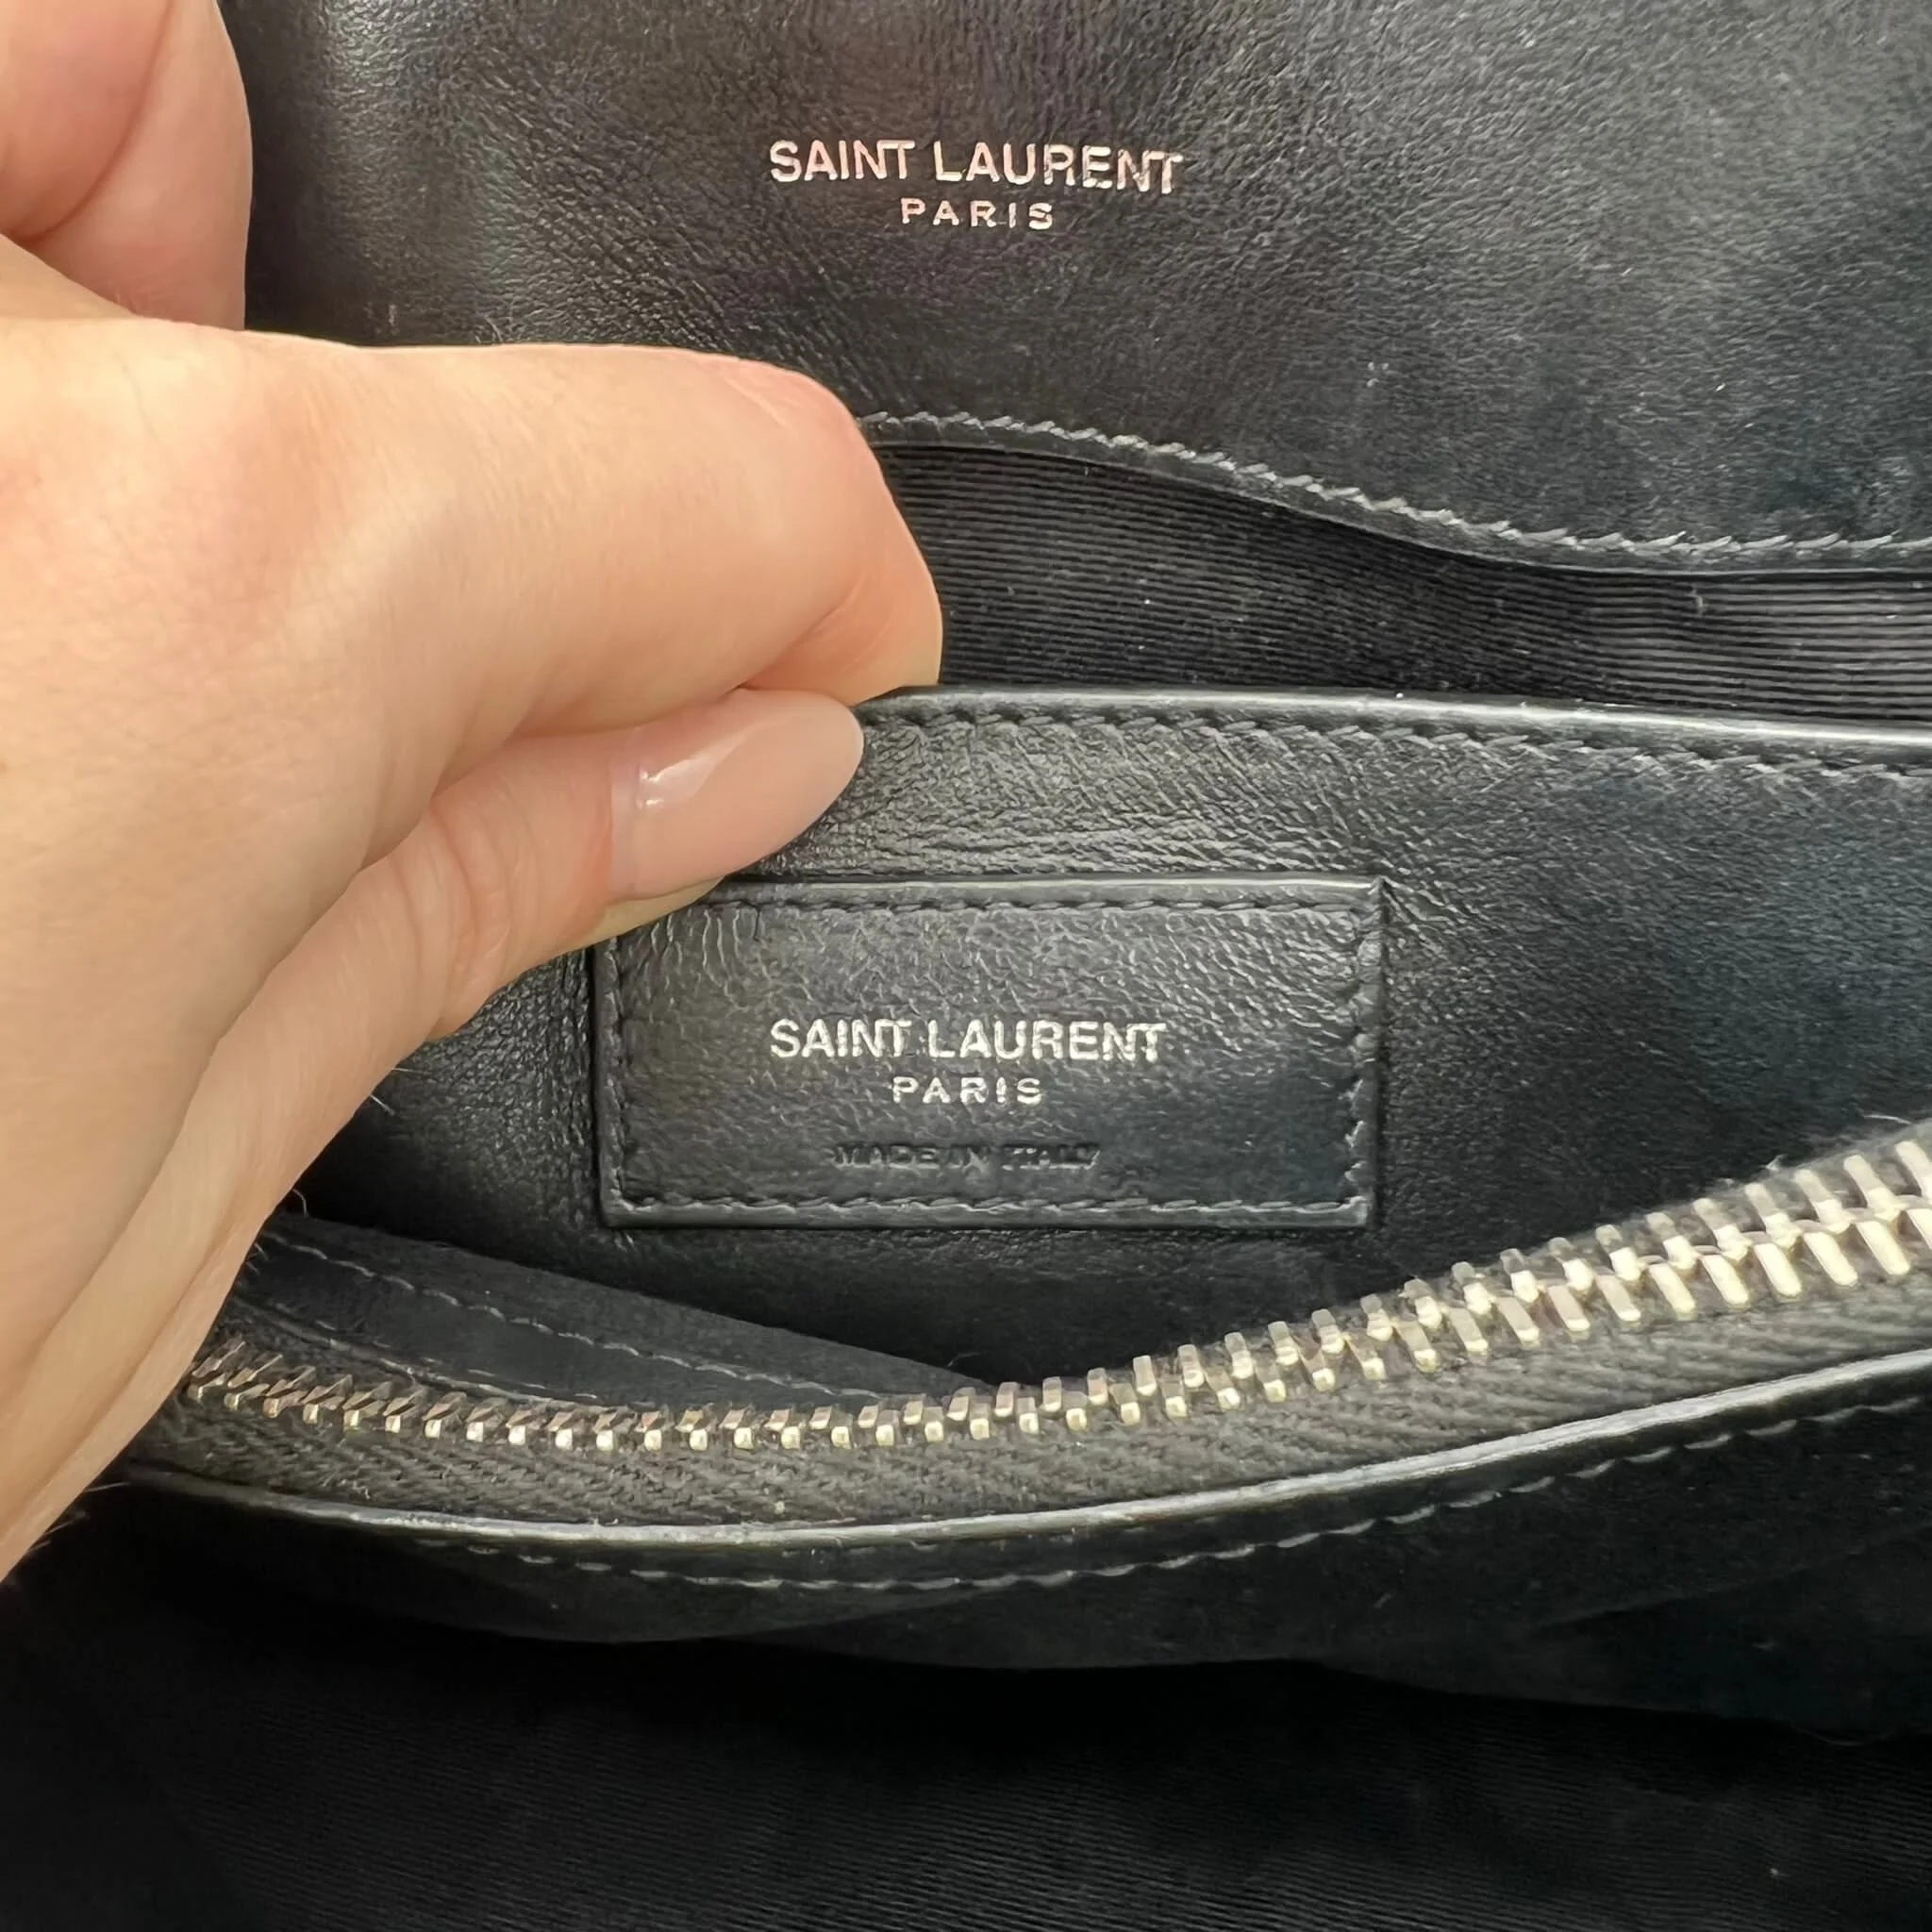 SAINT LAURENT
PARIS
SAINT LAURENT
PARIS
MADE IN ITALY